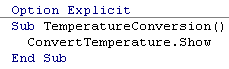 Option Explicit
Sub TemperatureConversion()
ConvertTemperature.Show
End Sub